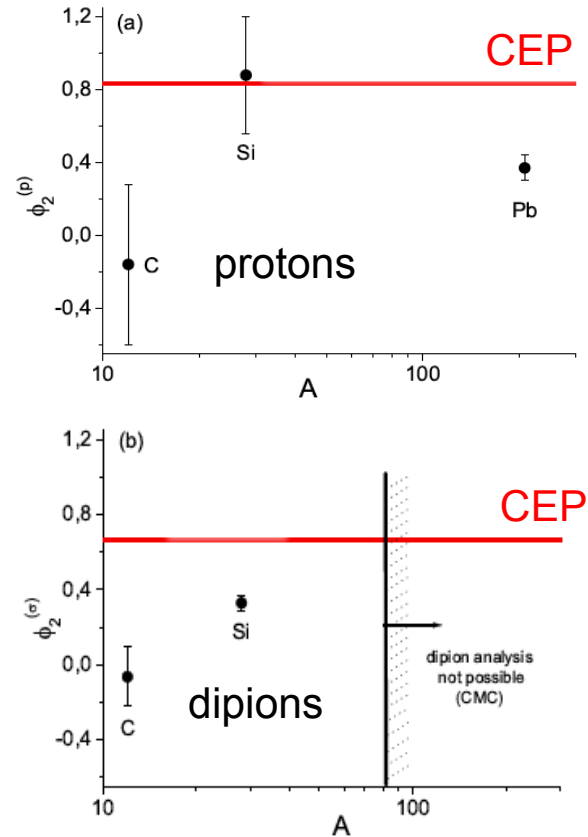 (a)
CEP
1,2
0,8
0,4
0,0
-0,4
ϕ₂⁽ᵖ⁾
Si
Pb
C
protons
10
100
A
(b)
CEP
1,2
0,8
0,4
0,0
-0,4
ϕ₂⁽σ⁾
Si
C
dipions
dipion analysis
not possible
(CMC)
10
100
A